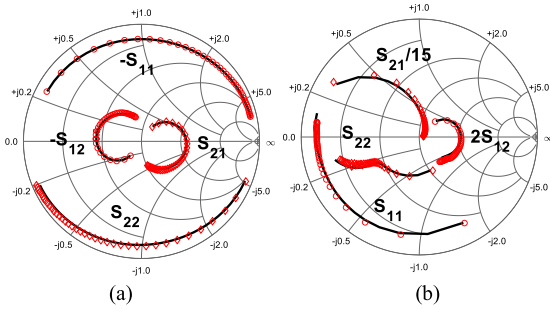 +j1.0
+j0.5
+j2.0
+j0.2
+j5.0
0.0
∞
-j0.2
-j5.0
-j0.5
-j2.0
-j1.0
-S11
-S12
S21
S22
(a)
+j1.0
+j0.5
+j2.0
+j0.2
+j5.0
0.0
∞
-j0.2
-j5.0
-j0.5
-j2.0
-j1.0
S21/15
S22
2S12
S11
(b)